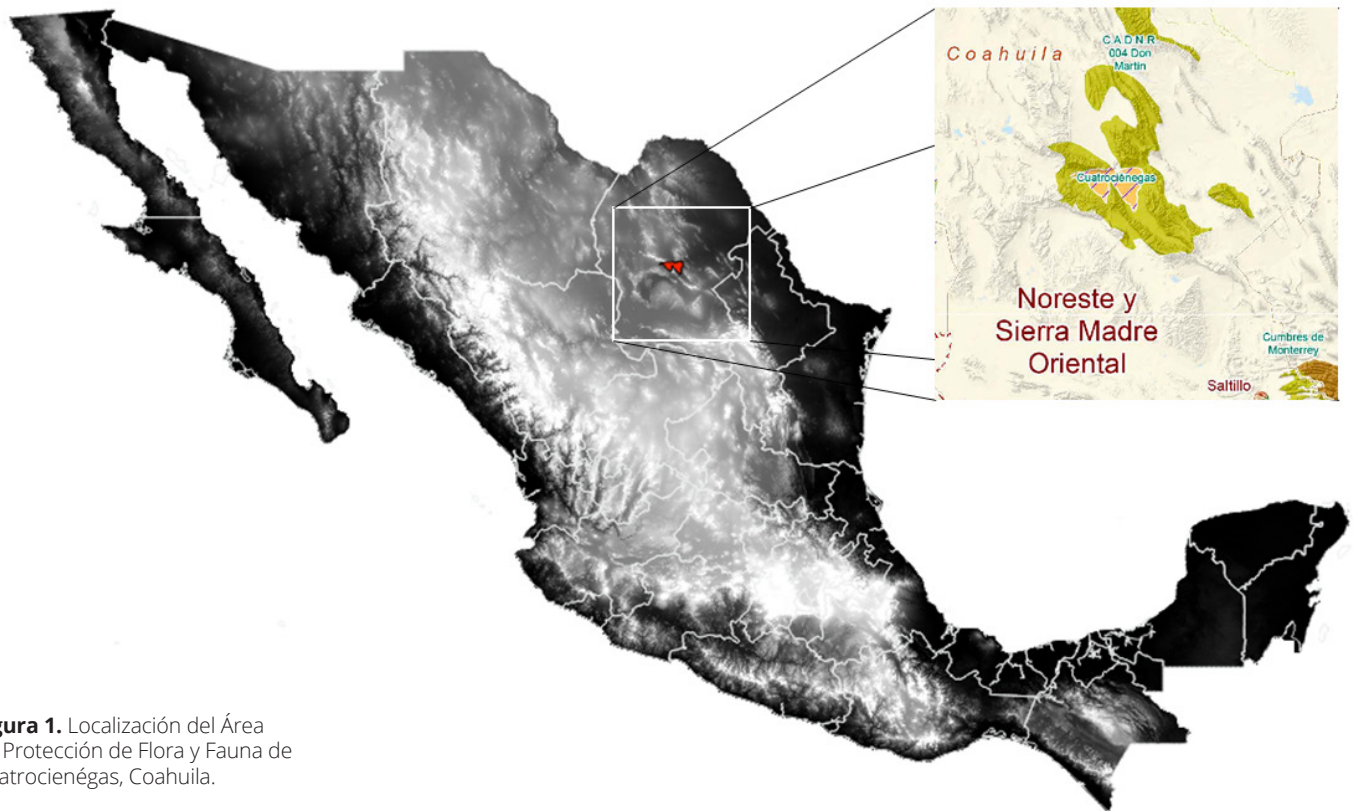 Coahuila
CADNR
004 Don
Martín
Cuatrociénegas
Noreste y
Sierra Madre
Oriental
Cumbres de
Monterrey
Saltillo
gura 1. Localización del Área
Protección de Flora y Fauna de
atrocienégas, Coahuila.